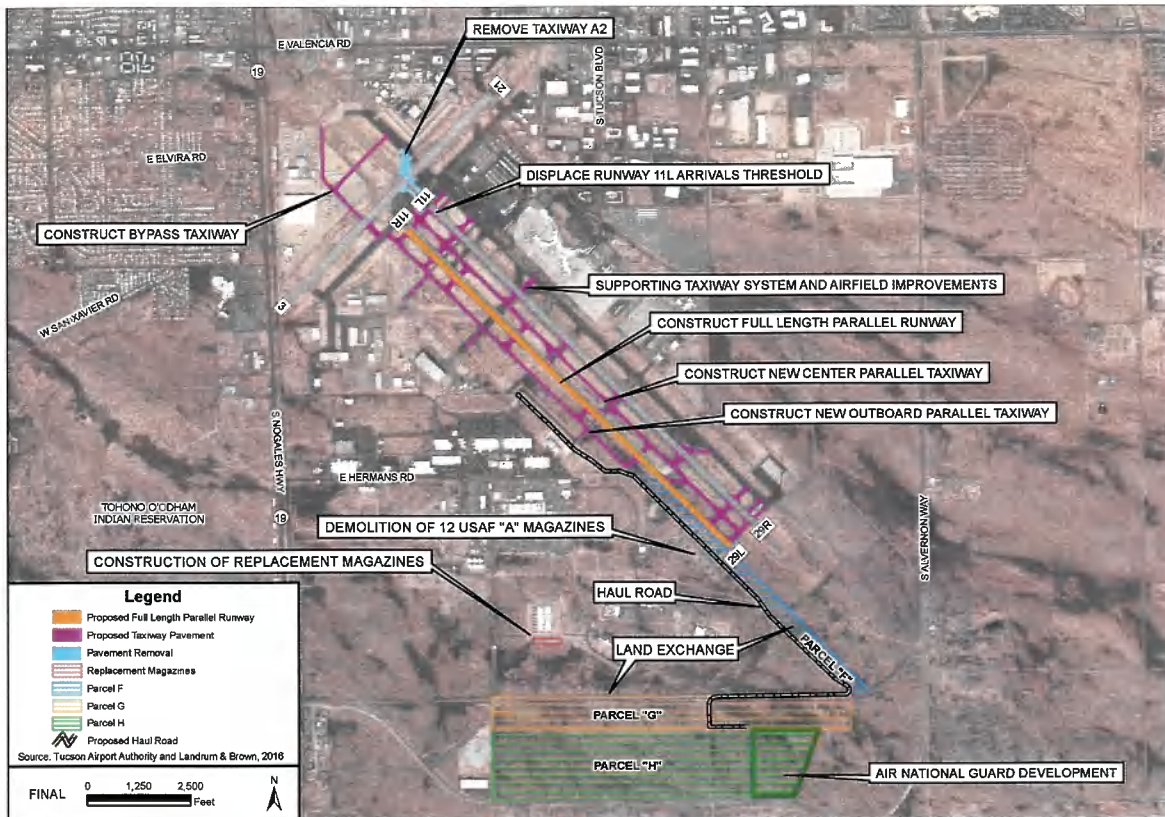 REMOVE TAXIWAY A2
E VALENCIA RD
19
S TUCSON BLVD
21
E ELVIRA RD
DISPLACE RUNWAY 11L ARRIVALS THRESHOLD
11L
11R
CONSTRUCT BYPASS TAXIWAY
SUPPORTING TAXIWAY SYSTEM AND AIRFIELD IMPROVEMENTS
3
W SAN XAVIER RD
CONSTRUCT FULL LENGTH PARALLEL RUNWAY
CONSTRUCT NEW CENTER PARALLEL TAXIWAY
CONSTRUCT NEW OUTBOARD PARALLEL TAXIWAY
S NOGALES HWY
E HERMANS RD
S ALVERNON WAY
TOHONO O'ODHAM
INDIAN RESERVATION
19
DEMOLITION OF 12 USAF "A" MAGAZINES
29R
29L
CONSTRUCTION OF REPLACEMENT MAGAZINES
HAUL ROAD
LAND EXCHANGE
PARCEL "F"
PARCEL "G"
PARCEL "H"
AIR NATIONAL GUARD DEVELOPMENT
Legend
Proposed Full Length Parallel Runway
Proposed Taxiway Pavement
Pavement Removal
Replacement Magazines
Parcel F
Parcel G
Parcel H
Proposed Haul Road
Source: Tucson Airport Authority and Landrum & Brown, 2016
FINAL
0 1,250 2,500
Feet
N